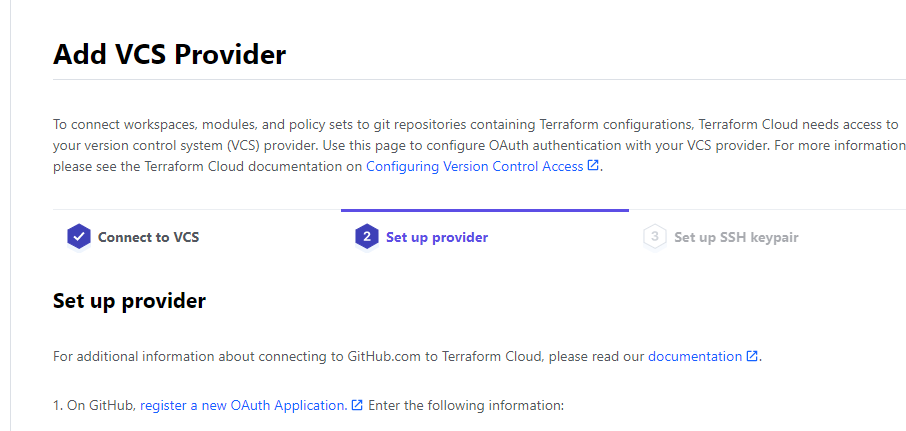 Add VCS Provider
To connect workspaces, modules, and policy sets to git repositories containing Terraform configurations, Terraform Cloud needs access to
your version control system (VCS) provider. Use this page to configure OAuth authentication with your VCS provider. For more information
please see the Terraform Cloud documentation on Configuring Version Control Access.
Connect to VCS
2 Set up provider
3 Set up SSH keypair
Set up provider
For additional information about connecting to GitHub.com to Terraform Cloud, please read our documentation.
1. On GitHub, register a new OAuth Application. Enter the following information: